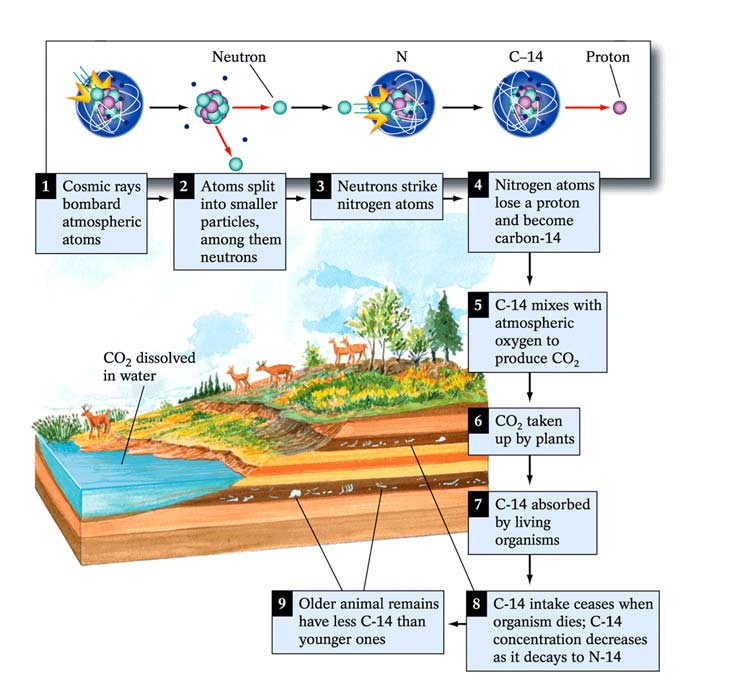 Neutron
N
C–14
Proton
1 Cosmic rays
bombard
atmospheric
atoms
2 Atoms split
into smaller
particles,
among them
neutrons
3 Neutrons strike
nitrogen atoms
4 Nitrogen atoms
lose a proton
and become
carbon-14
5 C-14 mixes with
atmospheric
oxygen to
produce CO₂
CO₂ dissolved
in water
6 CO₂ taken
up by plants
7 C-14 absorbed
by living
organisms
8 C-14 intake ceases when
organism dies; C-14
concentration decreases
as it decays to N-14
9 Older animal remains
have less C-14 than
younger ones